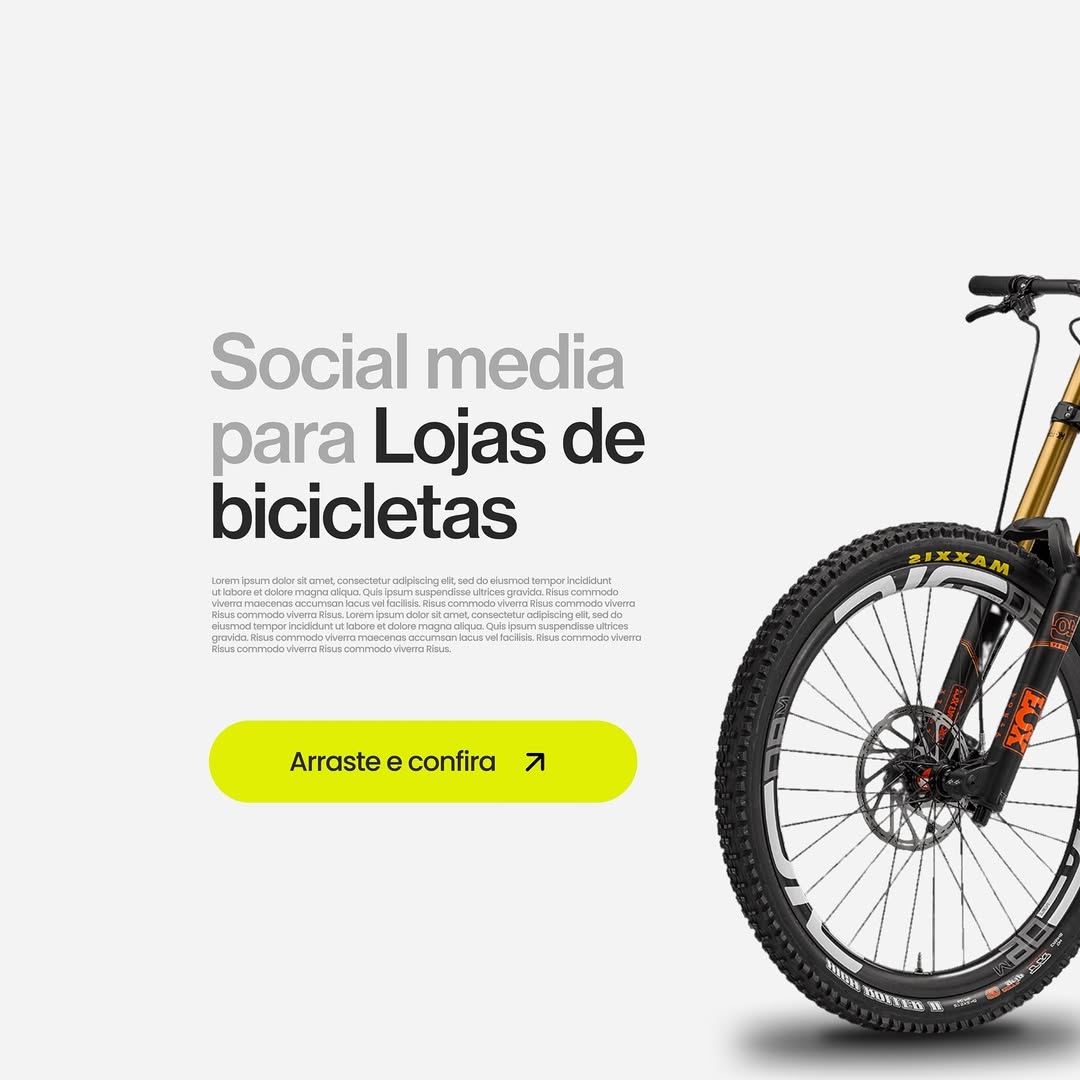 Social media
para Lojas de
bicicletas
Lorem ipsum dolor sit amet, consectetur adipiscing elit, sed do eiusmod tempor incididunt
ut labore et dolore magna aliqua. Quis ipsum suspendisse ultrices gravida. Risus commodo
viverra maecenas accumsan lacus vel facilisis. Risus commodo viverra Risus commodo viverra
Risus commodo viverra Risus. Lorem ipsum dolor sit amet, consectetur adipiscing elit, sed do
eiusmod tempor incididunt ut labore et dolore magna aliqua. Quis ipsum suspendisse ultrices
gravida. Risus commodo viverra maecenas accumsan lacus vel facilisis. Risus commodo viverra
Risus commodo viverra Risus commodo viverra Risus.
Arraste e confira
MAXXIS
FOX